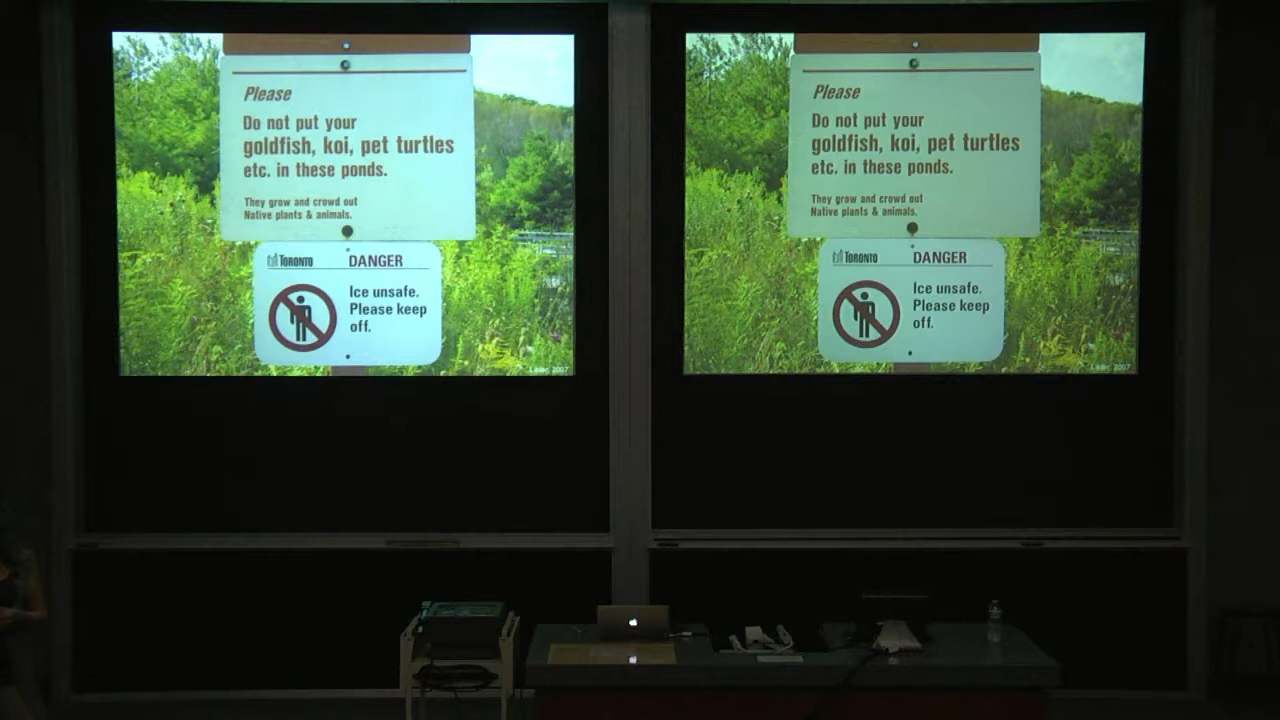 Please
Do not put your
goldfish, koi, pet turtles
etc. in these ponds.
They grow and crowd out
Native plants & animals.
TORONTO DANGER
Ice unsafe.
Please keep
off.
Please
Do not put your
goldfish, koi, pet turtles
etc. in these ponds.
They grow and crowd out
Native plants & animals.
TORONTO DANGER
Ice unsafe.
Please keep
off.